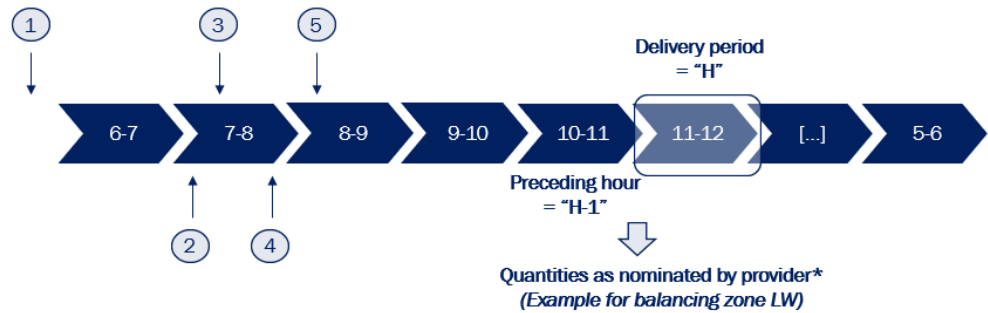 1
3
5
Delivery period
= “H”
6-7
7-8
8-9
9-10
10-11
11-12
[...]
5-6
Preceding hour
= “H-1”
2
4
Quantities as nominated by provider*
(Example for balancing zone LW)